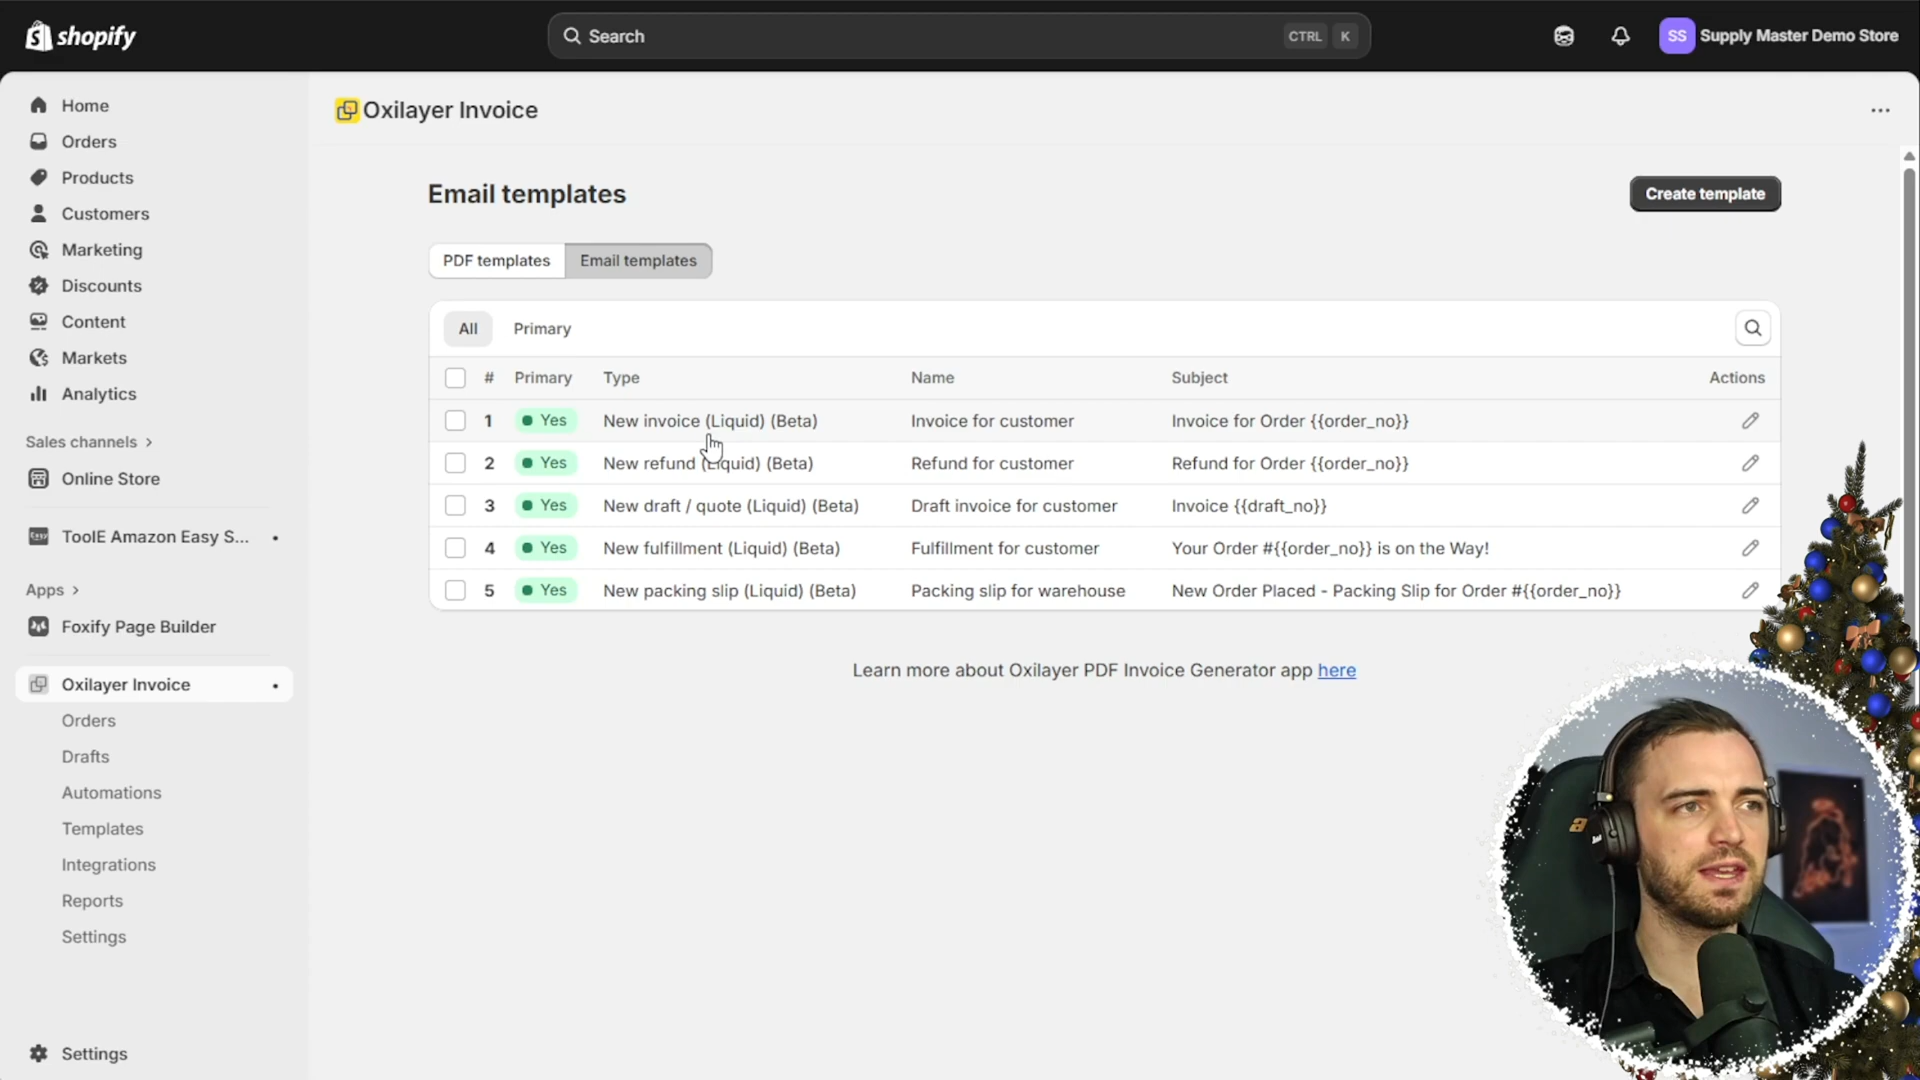 shopify
Search
CTRL K
SS Supply Master Demo Store
Home
Orders
Products
Customers
Marketing
Discounts
Content
Markets
Analytics
Sales channels
Online Store
ToolE Amazon Easy S...
Apps
Foxify Page Builder
Oxilayer Invoice
Orders
Drafts
Automations
Templates
Integrations
Reports
Settings
Settings
Oxilayer Invoice
Email templates
Create template
PDF templates Email templates
All Primary
# Primary Type Name Subject Actions
1 Yes New invoice (Liquid) (Beta) Invoice for customer Invoice for Order {{order_no}}
2 Yes New refund (Liquid) (Beta) Refund for customer Refund for Order {{order_no}}
3 Yes New draft / quote (Liquid) (Beta) Draft invoice for customer Invoice {{draft_no}}
4 Yes New fulfillment (Liquid) (Beta) Fulfillment for customer Your Order #{{order_no}} is on the Way!
5 Yes New packing slip (Liquid) (Beta) Packing slip for warehouse New Order Placed - Packing Slip for Order #{{order_no}}
Learn more about Oxilayer PDF Invoice Generator app here